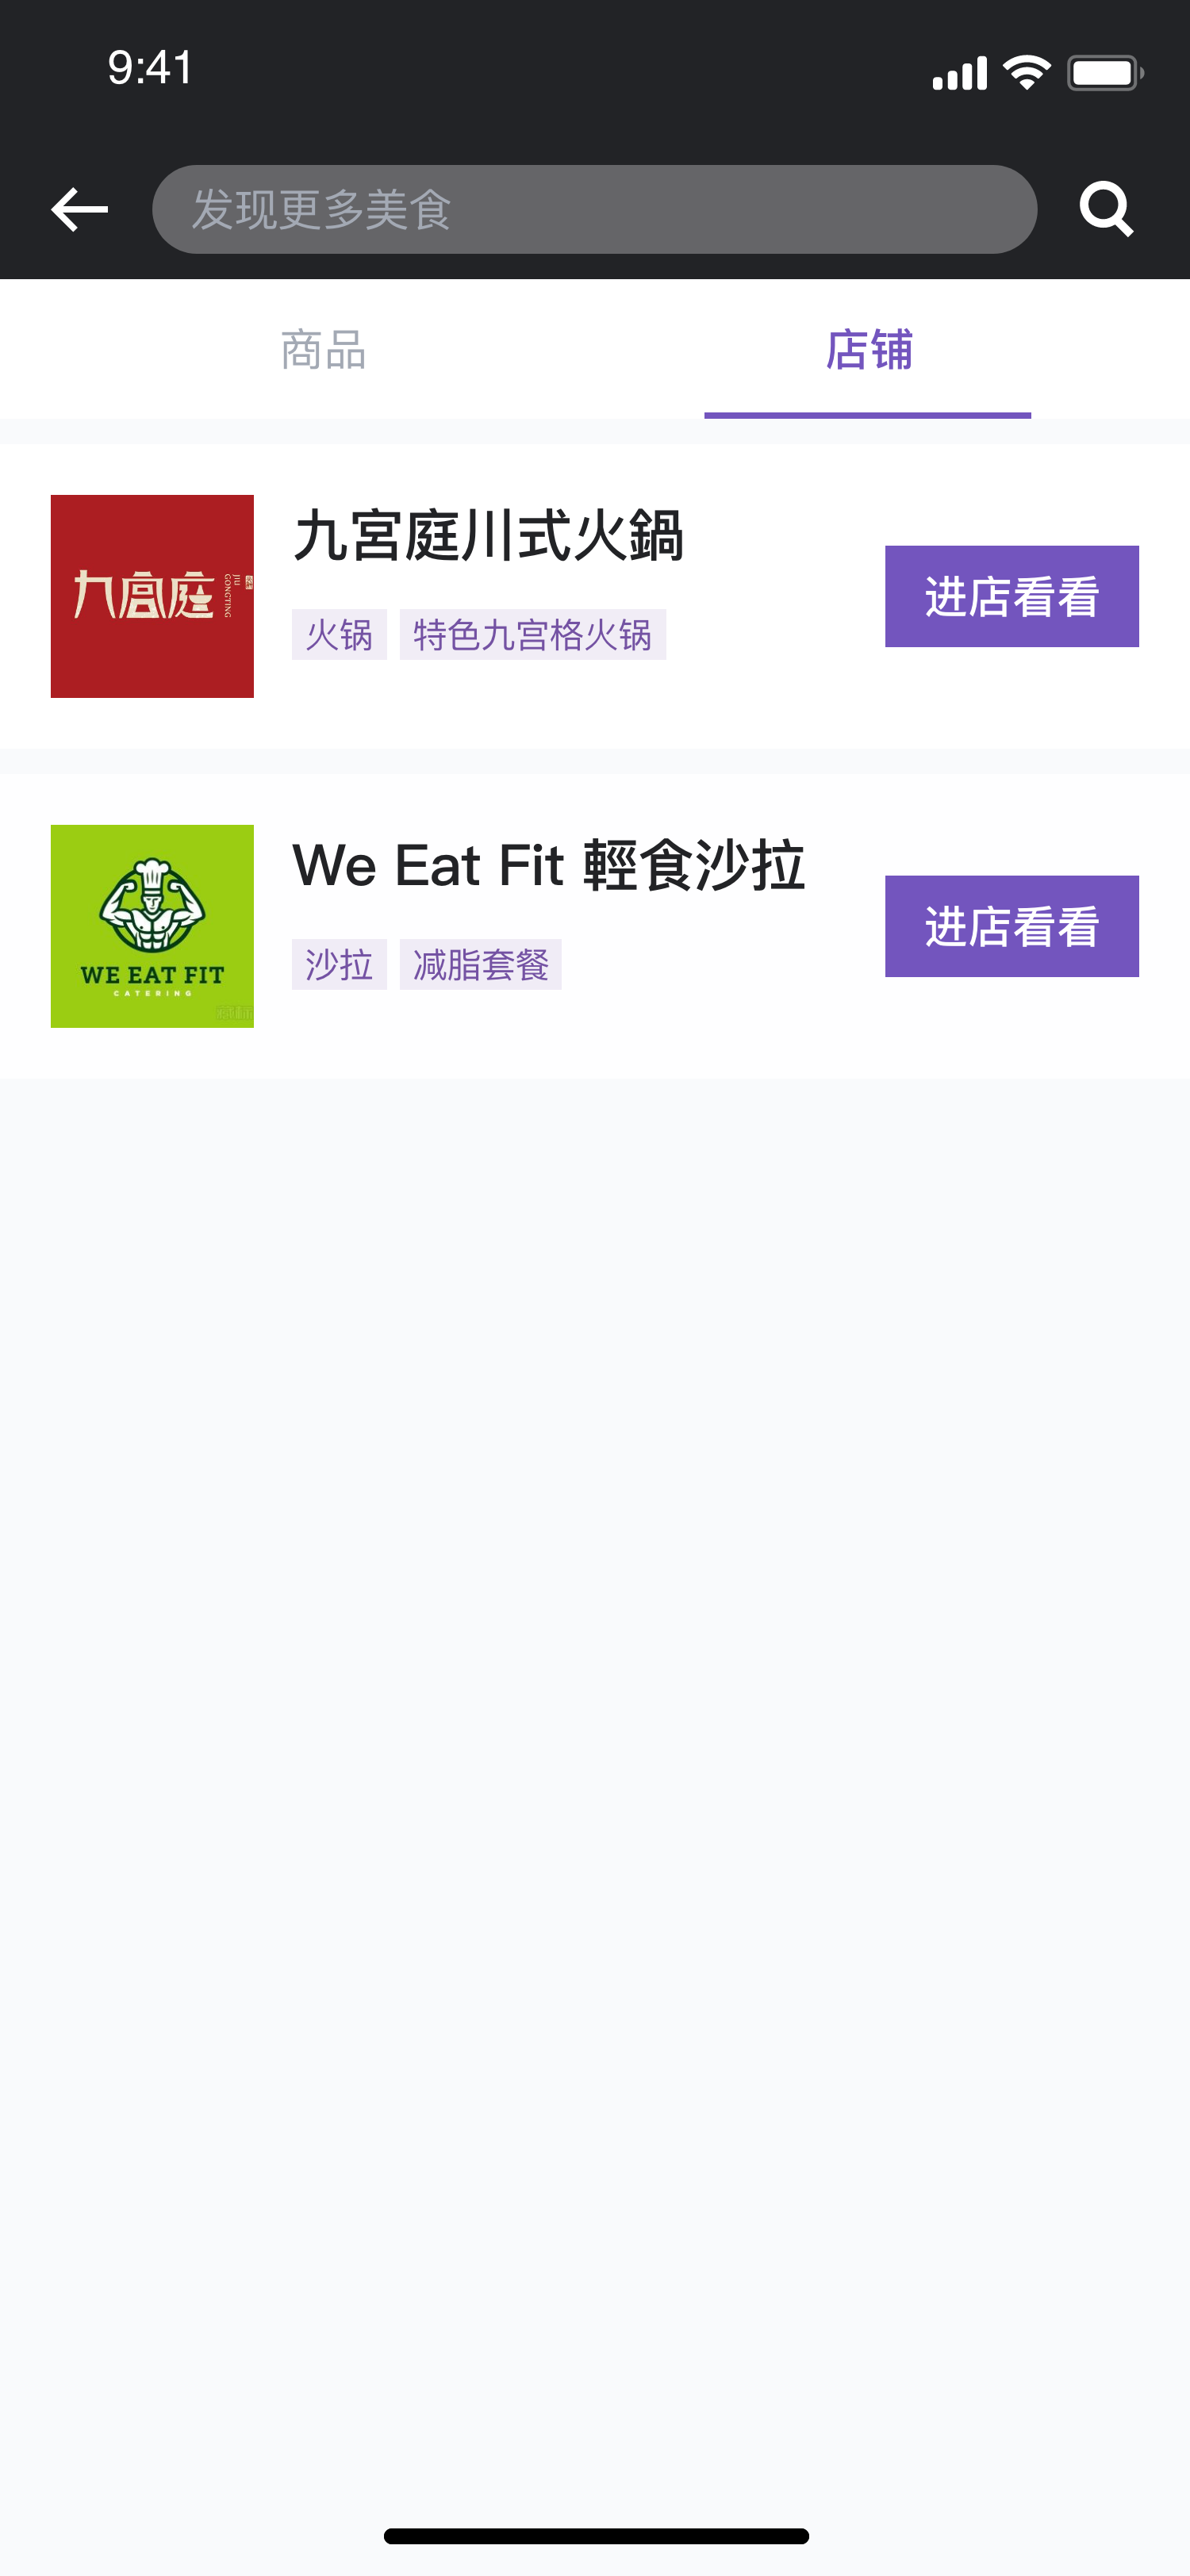 9:41
发现更多美食
商品
店铺
九宫庭
JIU
GONGTING
九宮庭川式火鍋
火锅
特色九宫格火锅
进店看看
WE EAT FIT
CATERING
We Eat Fit 輕食沙拉
沙拉
减脂套餐
进店看看